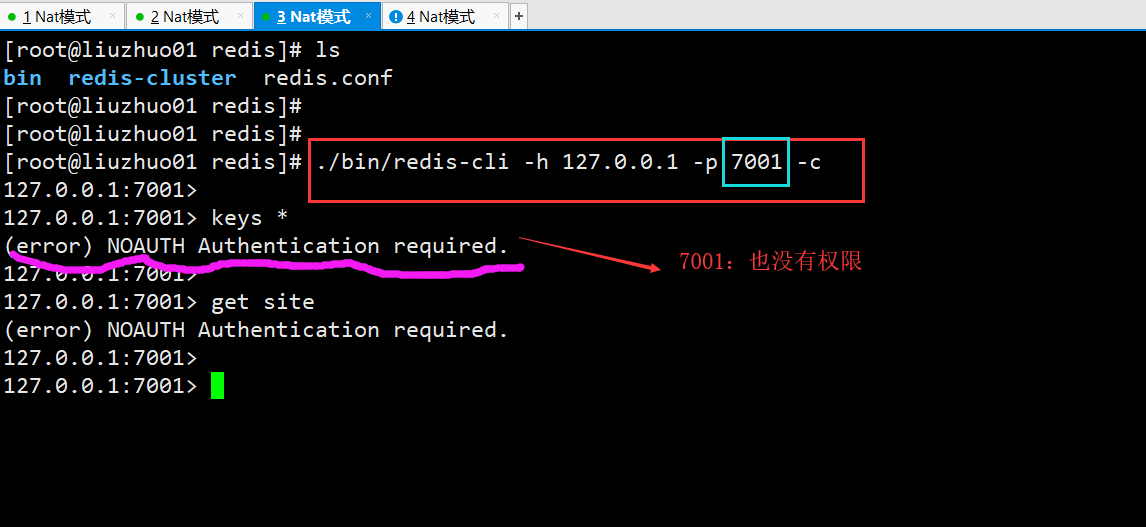 1 Nat模式 × 2 Nat模式 × 3 Nat模式 × 4 Nat模式 × +
[root@liuzhuo01 redis]# ls
bin  redis-cluster  redis.conf
[root@liuzhuo01 redis]#
[root@liuzhuo01 redis]#
[root@liuzhuo01 redis]# ./bin/redis-cli -h 127.0.0.1 -p 7001 -c
127.0.0.1:7001>
127.0.0.1:7001> keys *
(error) NOAUTH Authentication required.
7001: 也没有权限
127.0.0.1:7001>
127.0.0.1:7001> get site
(error) NOAUTH Authentication required.
127.0.0.1:7001>
127.0.0.1:7001>